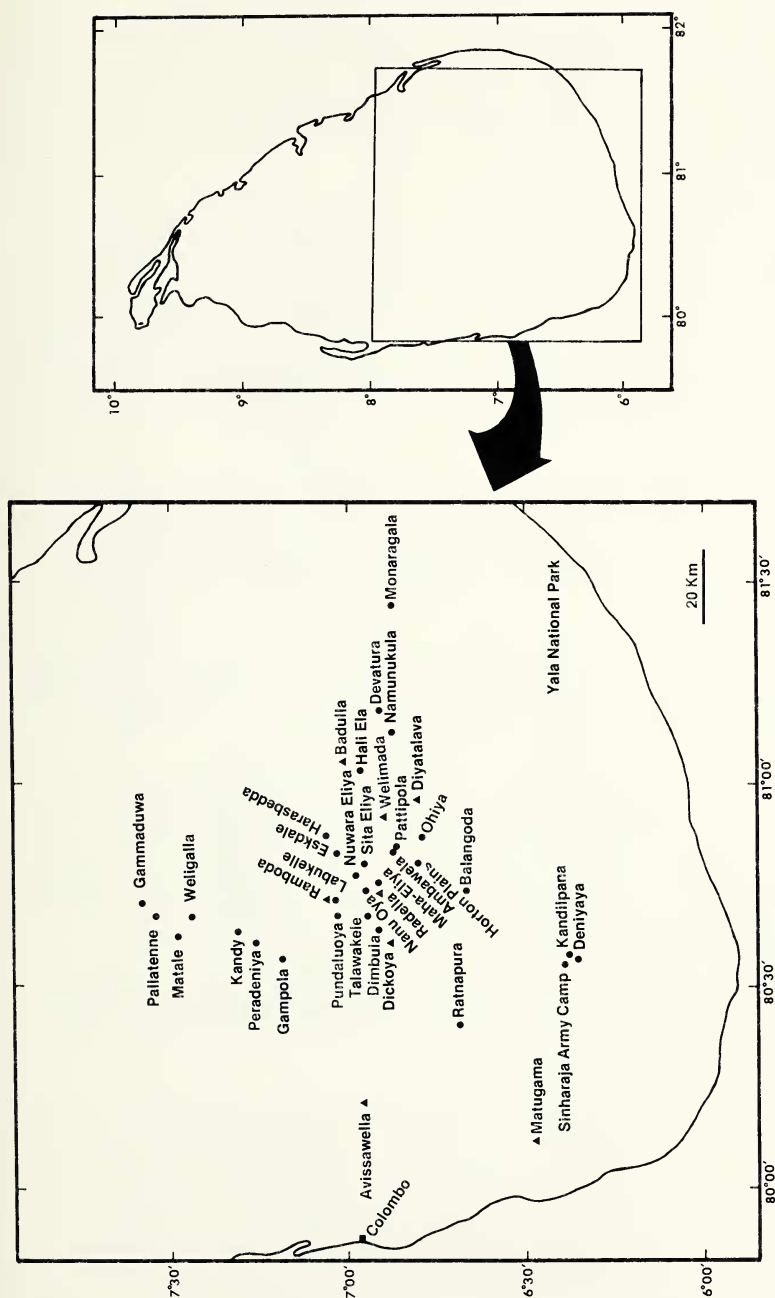 10°
9°
8°
7°
6°
80°
81°
82°
7°30′
7°00′
6°30′
6°00′
80°00′
80°30′
81°00′
81°30′
Gammaduwa
Pallatenne
Weligalla
Matale
Kandy
Peradeniya
Gampola
Harasbedda
Eskdale
Labukelle
Ramboda
Pundaluoya
Talawakele
Dimbula
Dickoya
Nanu Oya
Radella
Maha-Eliya
Ambawela
Horton Plains
Nuwara Eliya
Sita Eliya
Badulla
Hali Ela
Welimada
Devatura
Namunukula
Pattipola
Diyatalava
Ohiya
Monaragala
Avissawella
Colombo
Ratnapura
Balangoda
Matugama
Sinharaja Army Camp
Kandilpana
Deniyaya
Yala National Park
20 Km